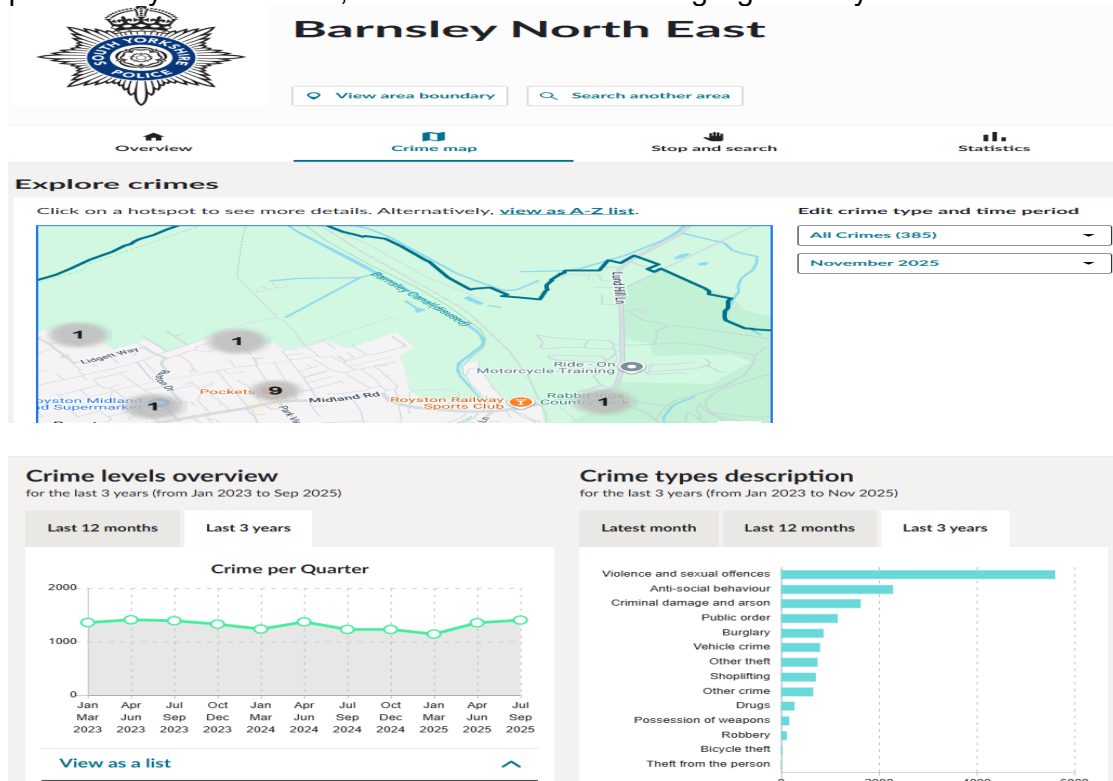 Barnsley North East
SOUTH YORKSHIRE
POLICE
View area boundary
Search another area
Overview
Crime map
Stop and search
Statistics
Explore crimes
Click on a hotspot to see more details. Alternatively, view as A-Z list.
Edit crime type and time period
All Crimes (385)
November 2025
Barnsley Canal(disused)
Lund Hill Ln
1
1
Lidgett Way
Ride - On
Motorcycle Training
Pockets
9
Midland Rd
Royston Railway
Sports Club
1
1
Crime levels overview
for the last 3 years (from Jan 2023 to Sep 2025)
Last 12 months
Last 3 years
Crime per Quarter
2000
1000
0
Jan Apr Jul Oct Jan Apr Jul Oct Jan Apr Jul
Mar Jun Sep Dec Mar Jun Sep Dec Mar Jun Sep
2023 2023 2023 2023 2024 2024 2024 2024 2025 2025 2025
View as a list
Crime types description
for the last 3 years (from Jan 2023 to Nov 2025)
Latest month
Last 12 months
Last 3 years
Violence and sexual offences
Anti-social behaviour
Criminal damage and arson
Public order
Burglary
Vehicle crime
Other theft
Shoplifting
Other crime
Drugs
Possession of weapons
Robbery
Bicycle theft
Theft from the person